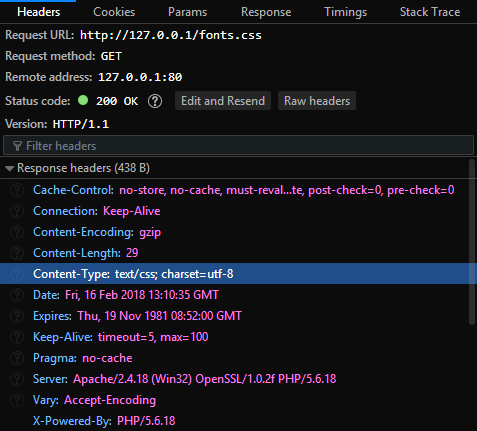 Headers Cookies Params Response Timings Stack Trace
Request URL: http://127.0.0.1/fonts.css
Request method: GET
Remote address: 127.0.0.1:80
Status code: 200 OK ? Edit and Resend Raw headers
Version: HTTP/1.1
Filter headers
Response headers (438 B)
? Cache-Control: no-store, no-cache, must-reval...te, post-check=0, pre-check=0
? Connection: Keep-Alive
? Content-Encoding: gzip
? Content-Length: 29
? Content-Type: text/css; charset=utf-8
? Date: Fri, 16 Feb 2018 13:10:35 GMT
? Expires: Thu, 19 Nov 1981 08:52:00 GMT
? Keep-Alive: timeout=5, max=100
? Pragma: no-cache
? Server: Apache/2.4.18 (Win32) OpenSSL/1.0.2f PHP/5.6.18
? Vary: Accept-Encoding
X-Powered-By: PHP/5.6.18